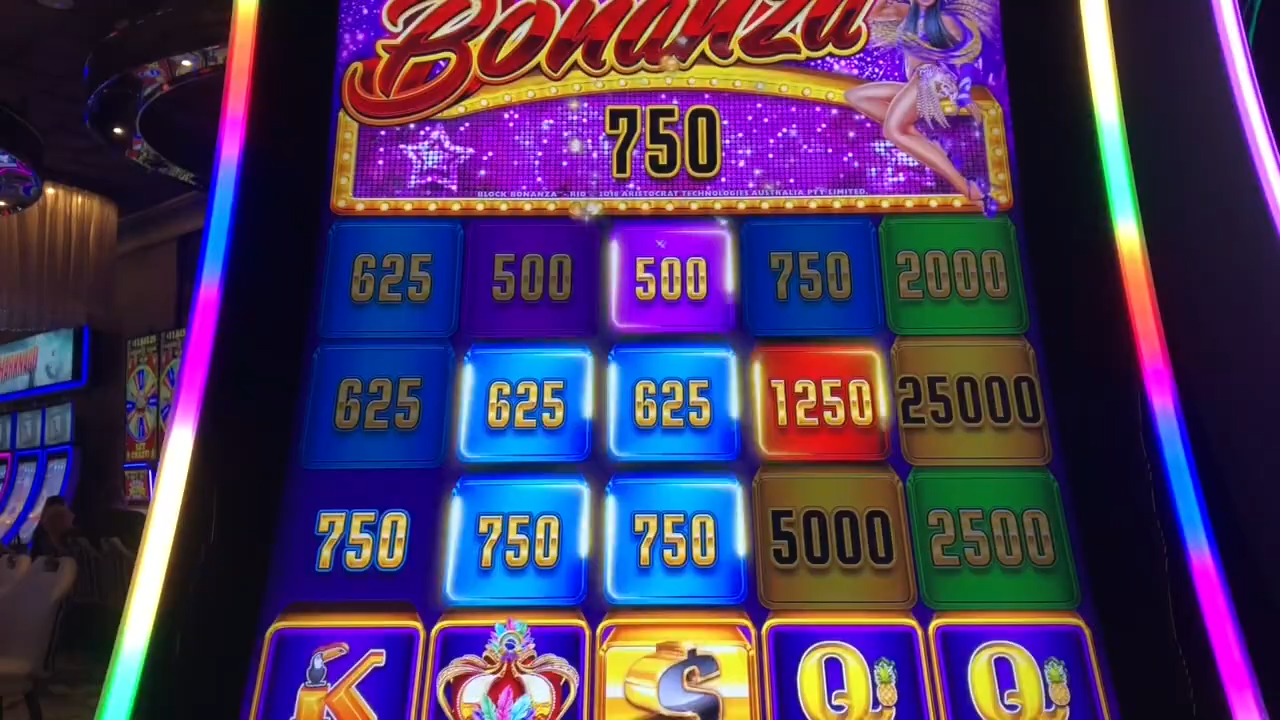 Bonanza
750
BLOCK BONANZA™ - RIO © 2018 ARISTOCRAT TECHNOLOGIES AUSTRALIA PTY LIMITED.
625 500 500 750 2000
625 625 625 1250 25000
750 750 750 5000 2500
K $ Q Q